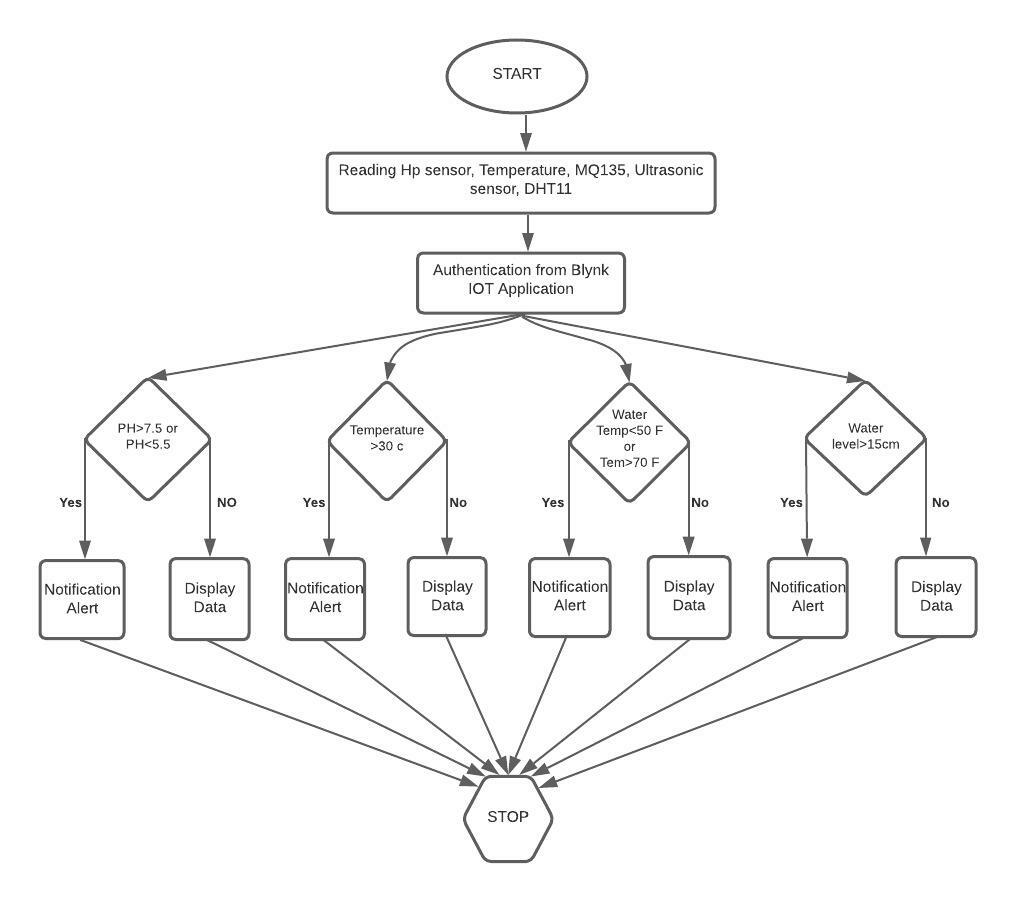 START
Reading Hp sensor, Temperature, MQ135, Ultrasonic
sensor, DHT11
Authentication from Blynk
IOT Application
PH>7.5 or
PH<5.5
Temperature
>30 c
Water
Temp<50 F
or
Tem>70 F
Water
level>15cm
Yes
NO
Yes
No
Yes
No
Yes
No
Notification
Alert
Display
Data
Notification
Alert
Display
Data
Notification
Alert
Display
Data
Notification
Alert
Display
Data
STOP